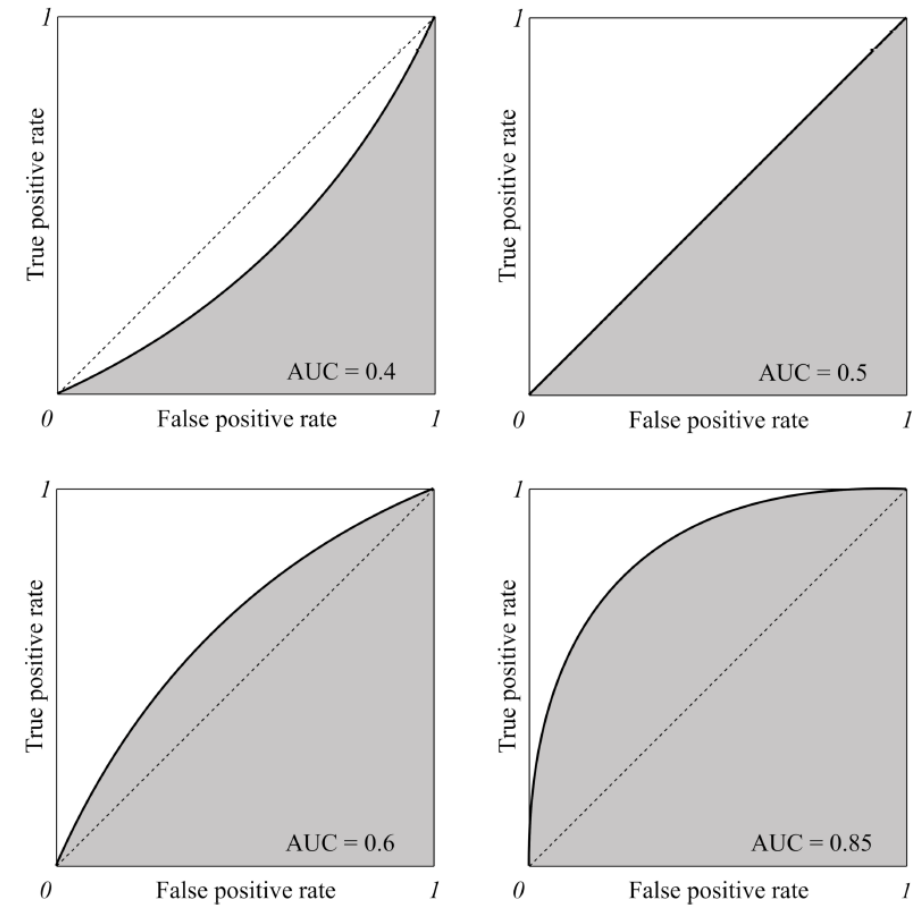 1
True positive rate
AUC = 0.4
0
False positive rate
1
1
True positive rate
AUC = 0.5
0
False positive rate
1
1
True positive rate
AUC = 0.6
0
False positive rate
1
1
True positive rate
AUC = 0.85
0
False positive rate
1